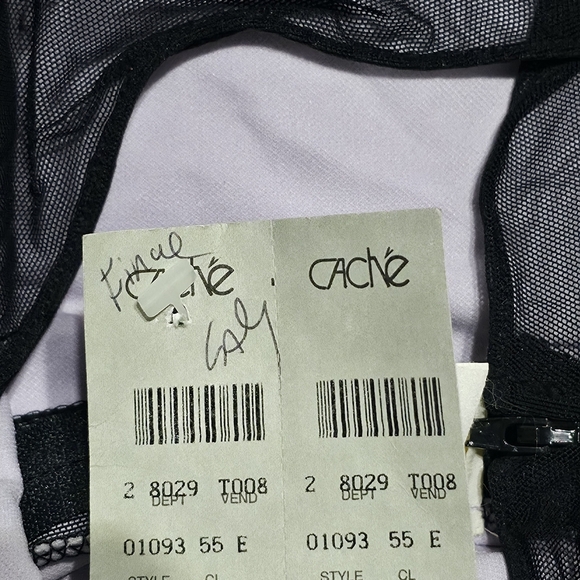 Final
CAché CAché
2 8029 T008 2 8029 T008
DEPT VEND DEPT VEND
01093 55 E 01093 55 E
STYLE CL STYLE CL